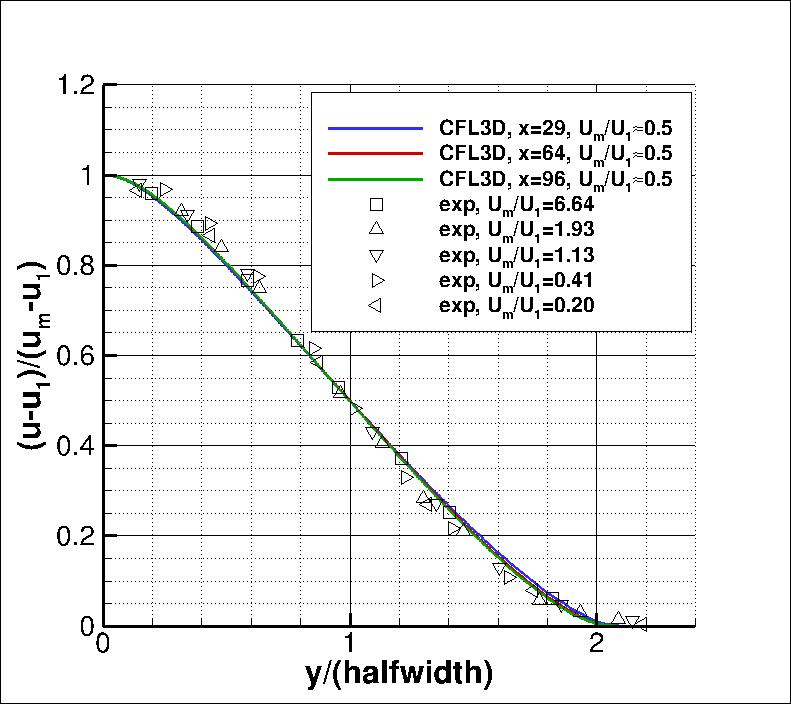 1.2
1
0.8
0.6
0.4
0.2
0
(u-u₁)/(uₘ-u₁)
CFL3D, x=29, Uₘ/U₁≈0.5
CFL3D, x=64, Uₘ/U₁≈0.5
CFL3D, x=96, Uₘ/U₁≈0.5
exp, Uₘ/U₁=6.64
exp, Uₘ/U₁=1.93
exp, Uₘ/U₁=1.13
exp, Uₘ/U₁=0.41
exp, Uₘ/U₁=0.20
0 1 2
y/(halfwidth)